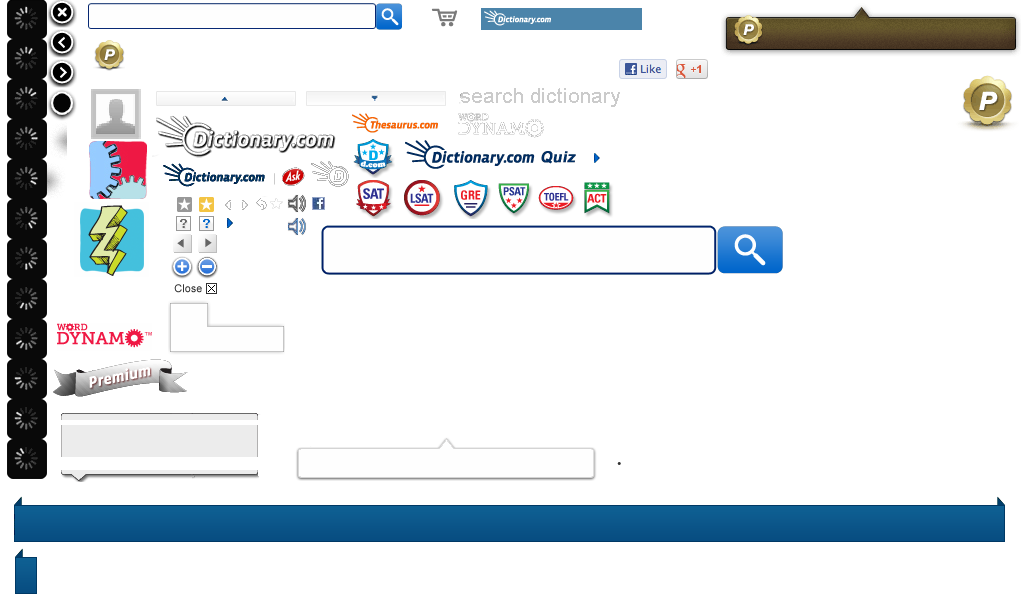 Dictionary.com
P
P
Like
+1
search dictionary
P
Dictionary.com
Thesaurus.com
WORD
DYNAMO
D
d.com
Dictionary.com Quiz
Dictionary.com
Ask
D
SAT
LSAT
GRE
PSAT
TOEFL
ACT
? ?
Close
WORD
DYNAMO™
Premium